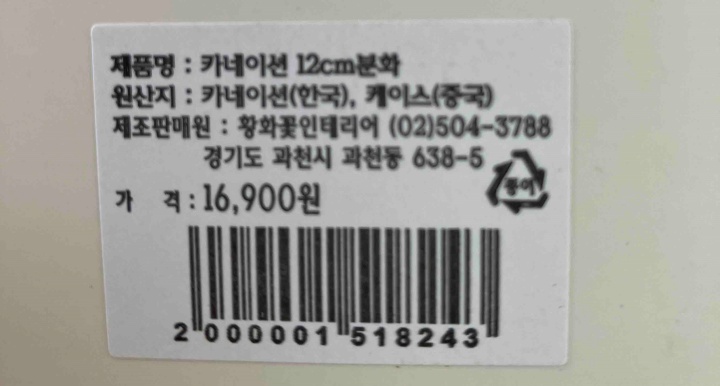 제품명 : 카네이션 12cm분화
원산지 : 카네이션(한국), 케이스(중국)
제조판매원 : 황화꽃인테리어 (02)504-3788
경기도 과천시 과천동 638-5
종이
가 격 : 16,900원
2 000001 518243